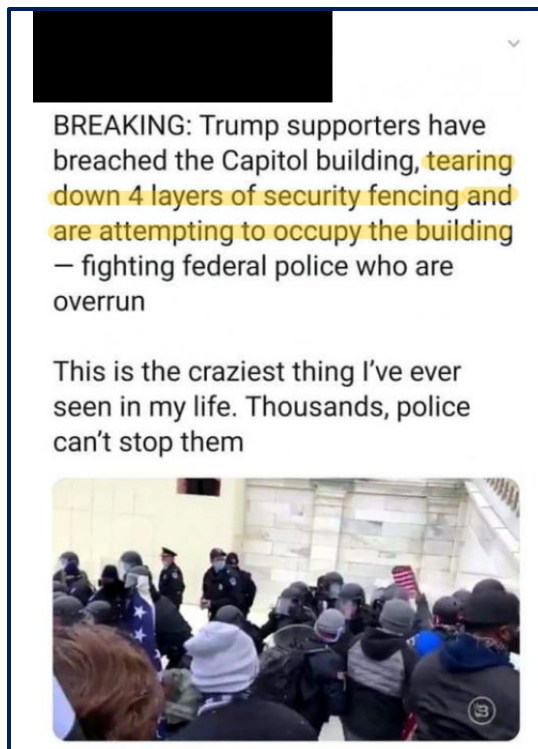 BREAKING: Trump supporters have
breached the Capitol building, tearing
down 4 layers of security fencing and
are attempting to occupy the building
— fighting federal police who are
overrun
This is the craziest thing I've ever
seen in my life. Thousands, police
can't stop them